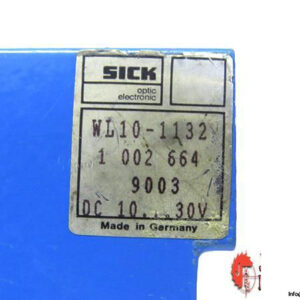 SICK
optic
electronic
WL10-1132
1 002 664
9003
DC 10...30V
Made in Germany